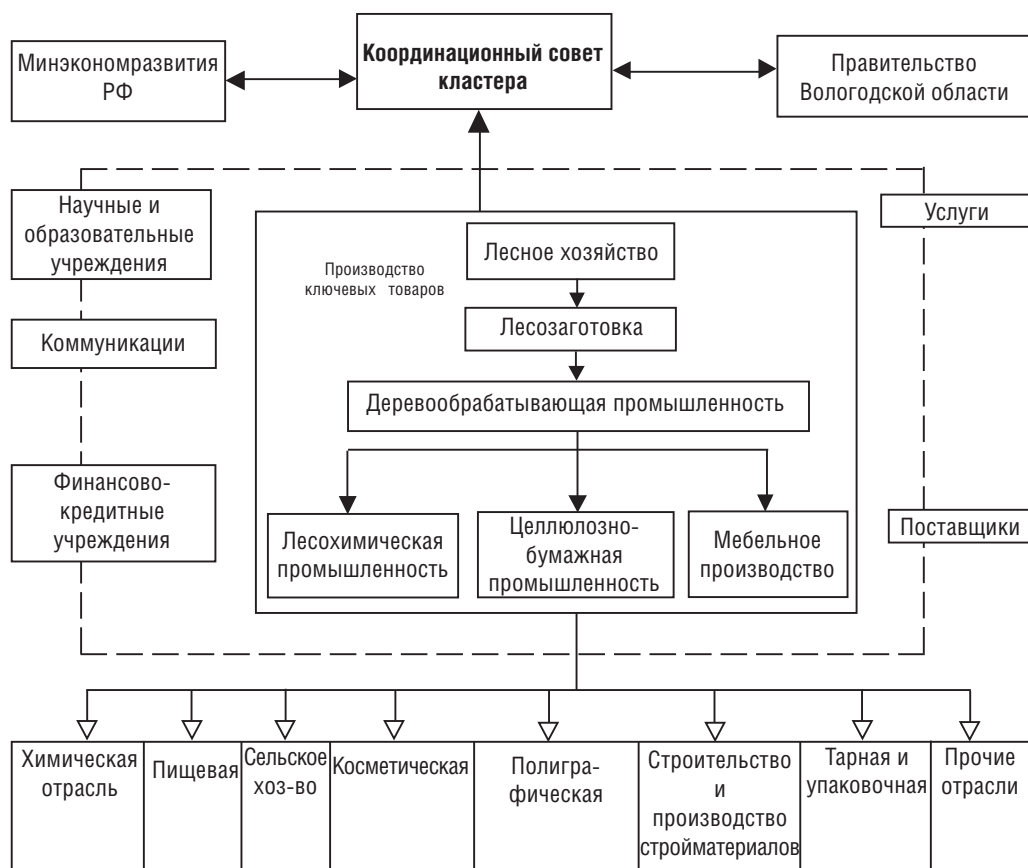 Минэкономразвития
РФ
Координационный совет
кластера
Правительство
Вологодской области
Научные и
образовательные
учреждения
Услуги
Производство
ключевых товаров
Лесное хозяйство
Лесозаготовка
Коммуникации
Деревообрабатывающая промышленность
Финансово-
кредитные
учреждения
Лесохимическая
промышленность
Целлюлозно-
бумажная
промышленность
Мебельное
производство
Поставщики
Химическая
отрасль
Пищевая
Сельское
хоз-во
Косметическая
Полигра-
фическая
Строительство
и
производство
стройматериалов
Тарная и
упаковочная
Прочие
отрасли